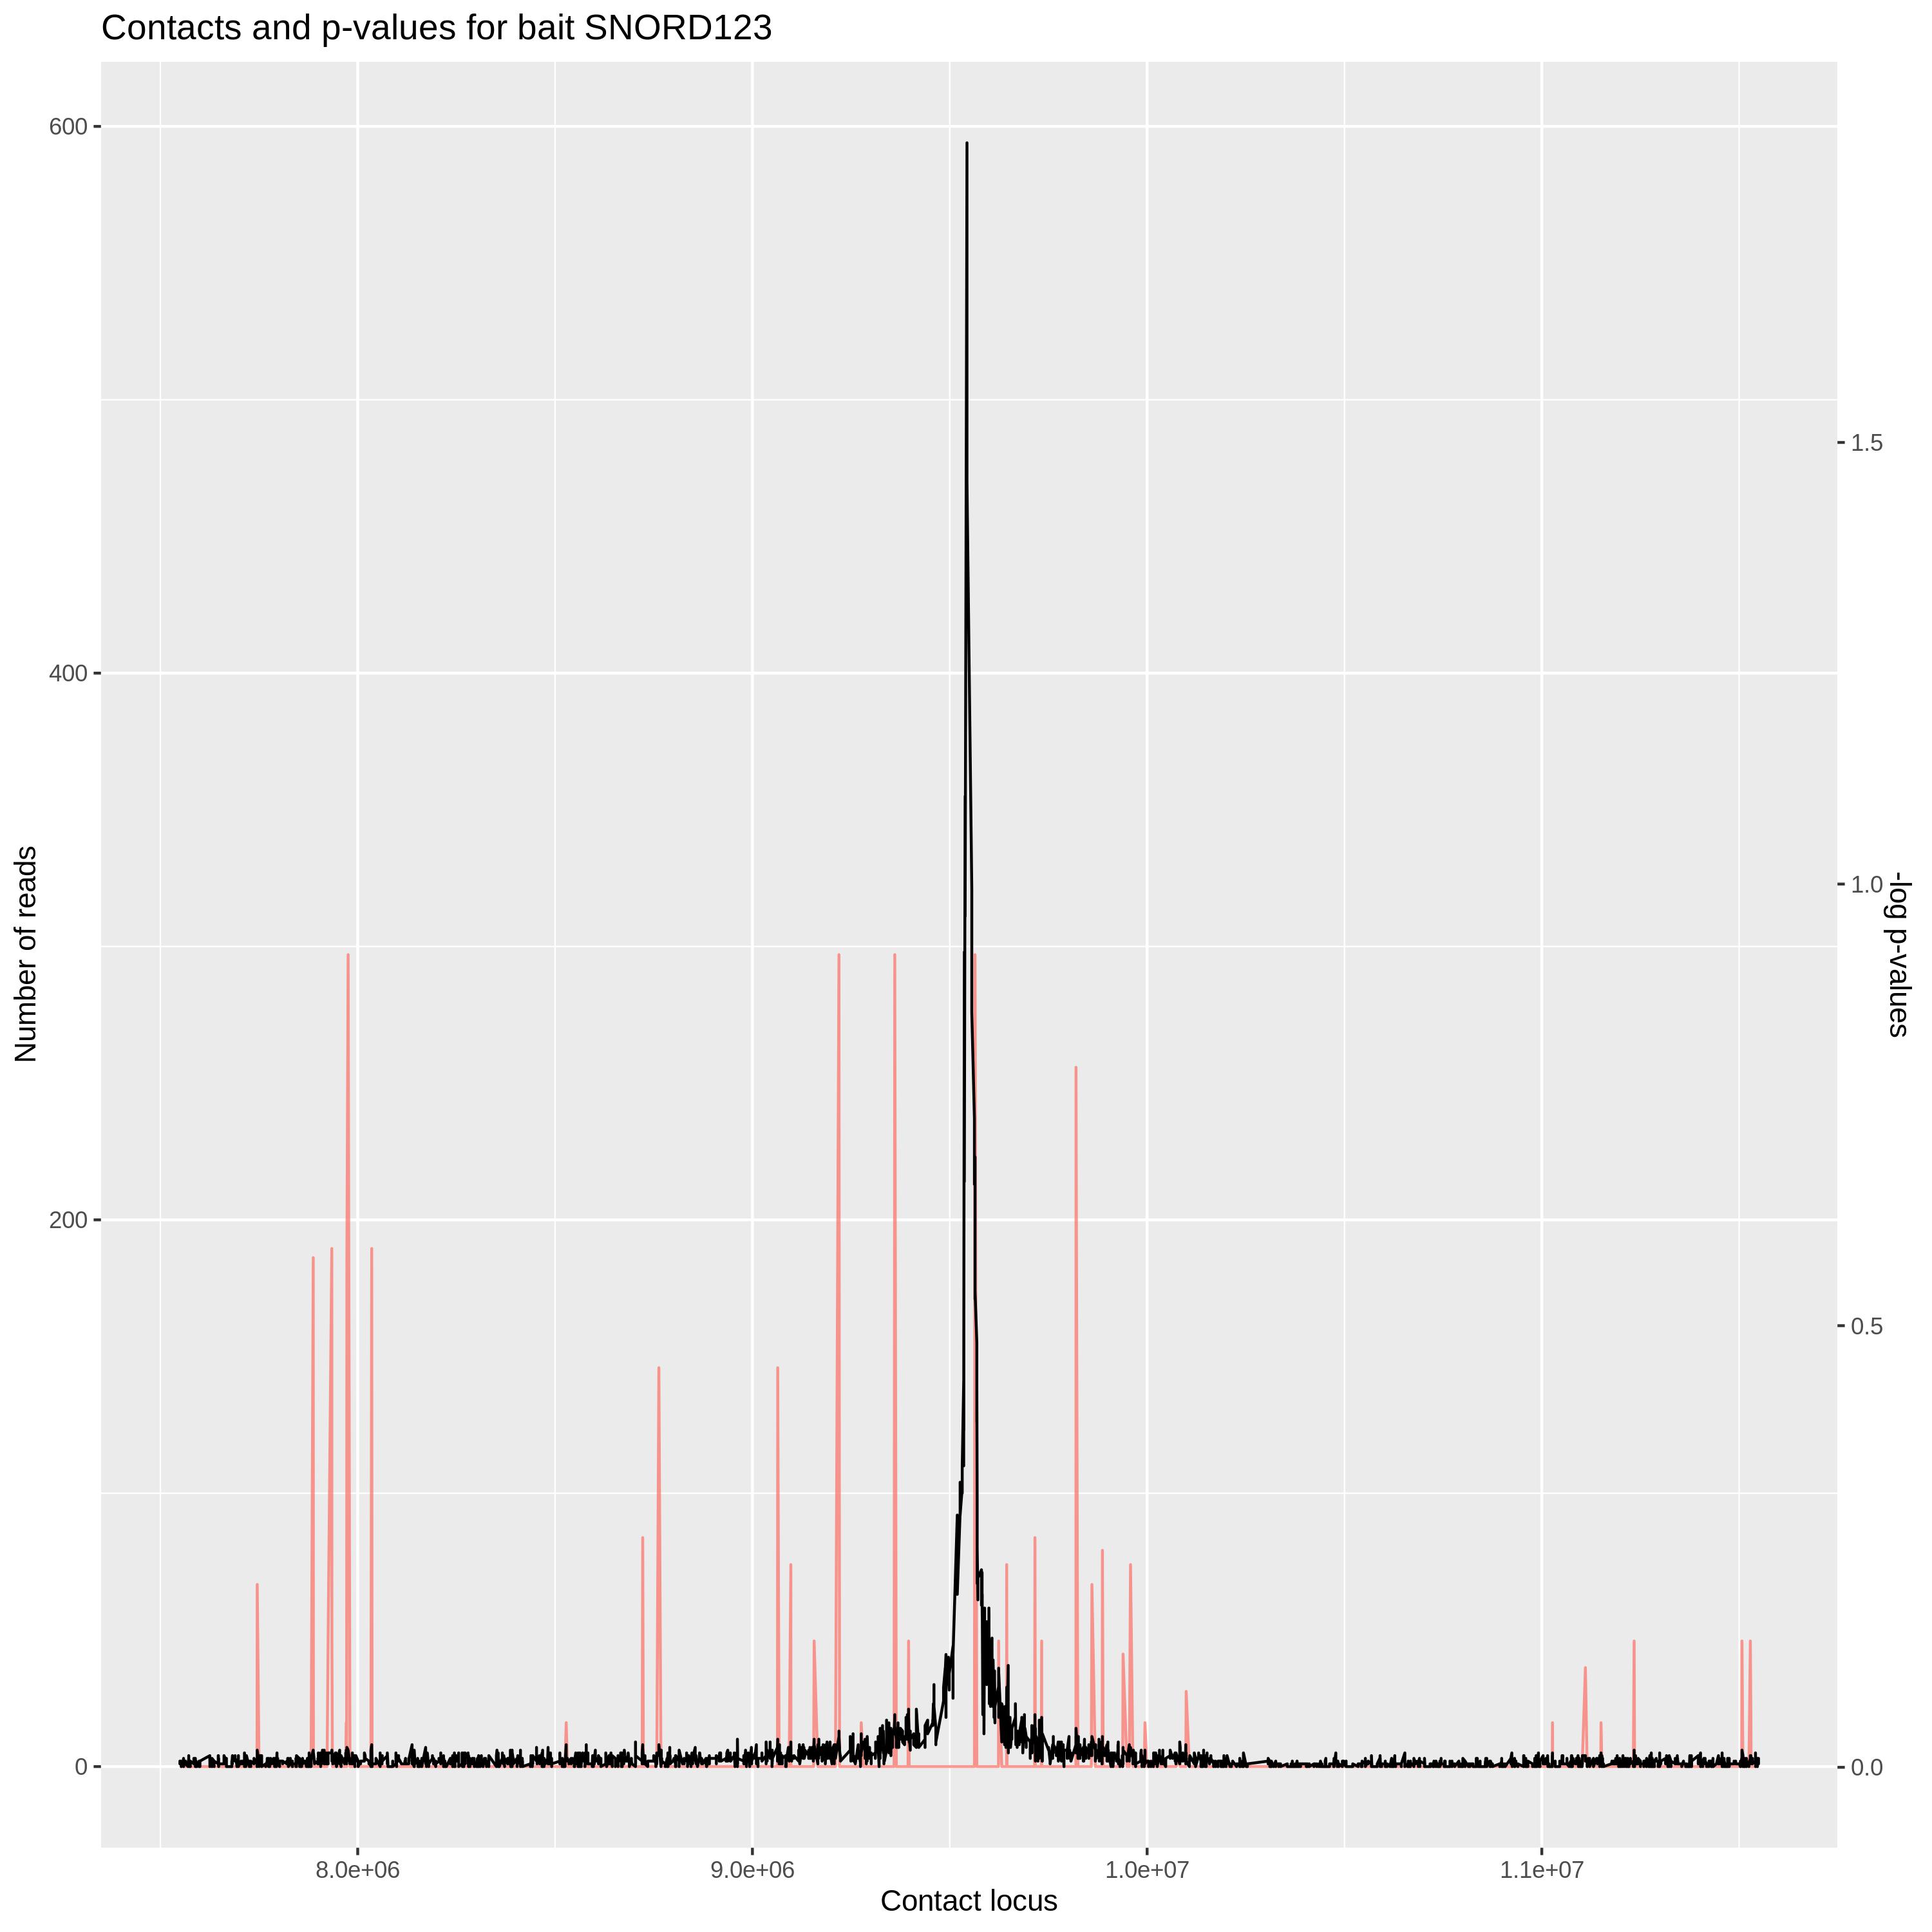 Contacts and p-values for bait SNORD123
600
400
200
0
Number of reads
1.5
1.0
0.5
0.0
-log p-values
8.0e+06
9.0e+06
1.0e+07
1.1e+07
Contact locus